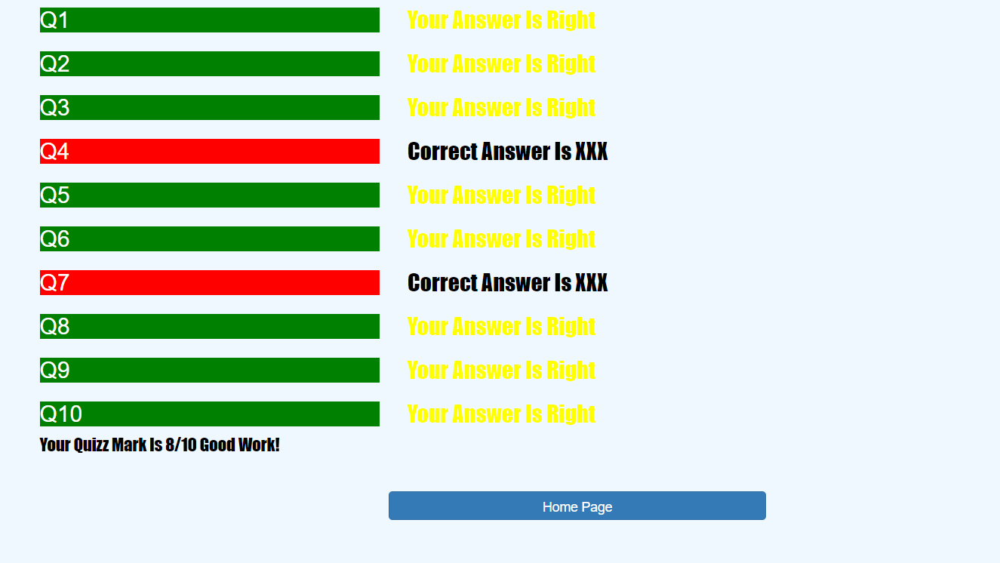 Q1 Your Answer Is Right
Q2 Your Answer Is Right
Q3 Your Answer Is Right
Q4 Correct Answer Is XXX
Q5 Your Answer Is Right
Q6 Your Answer Is Right
Q7 Correct Answer Is XXX
Q8 Your Answer Is Right
Q9 Your Answer Is Right
Q10 Your Answer Is Right
Your Quizz Mark Is 8/10 Good Work!
Home Page